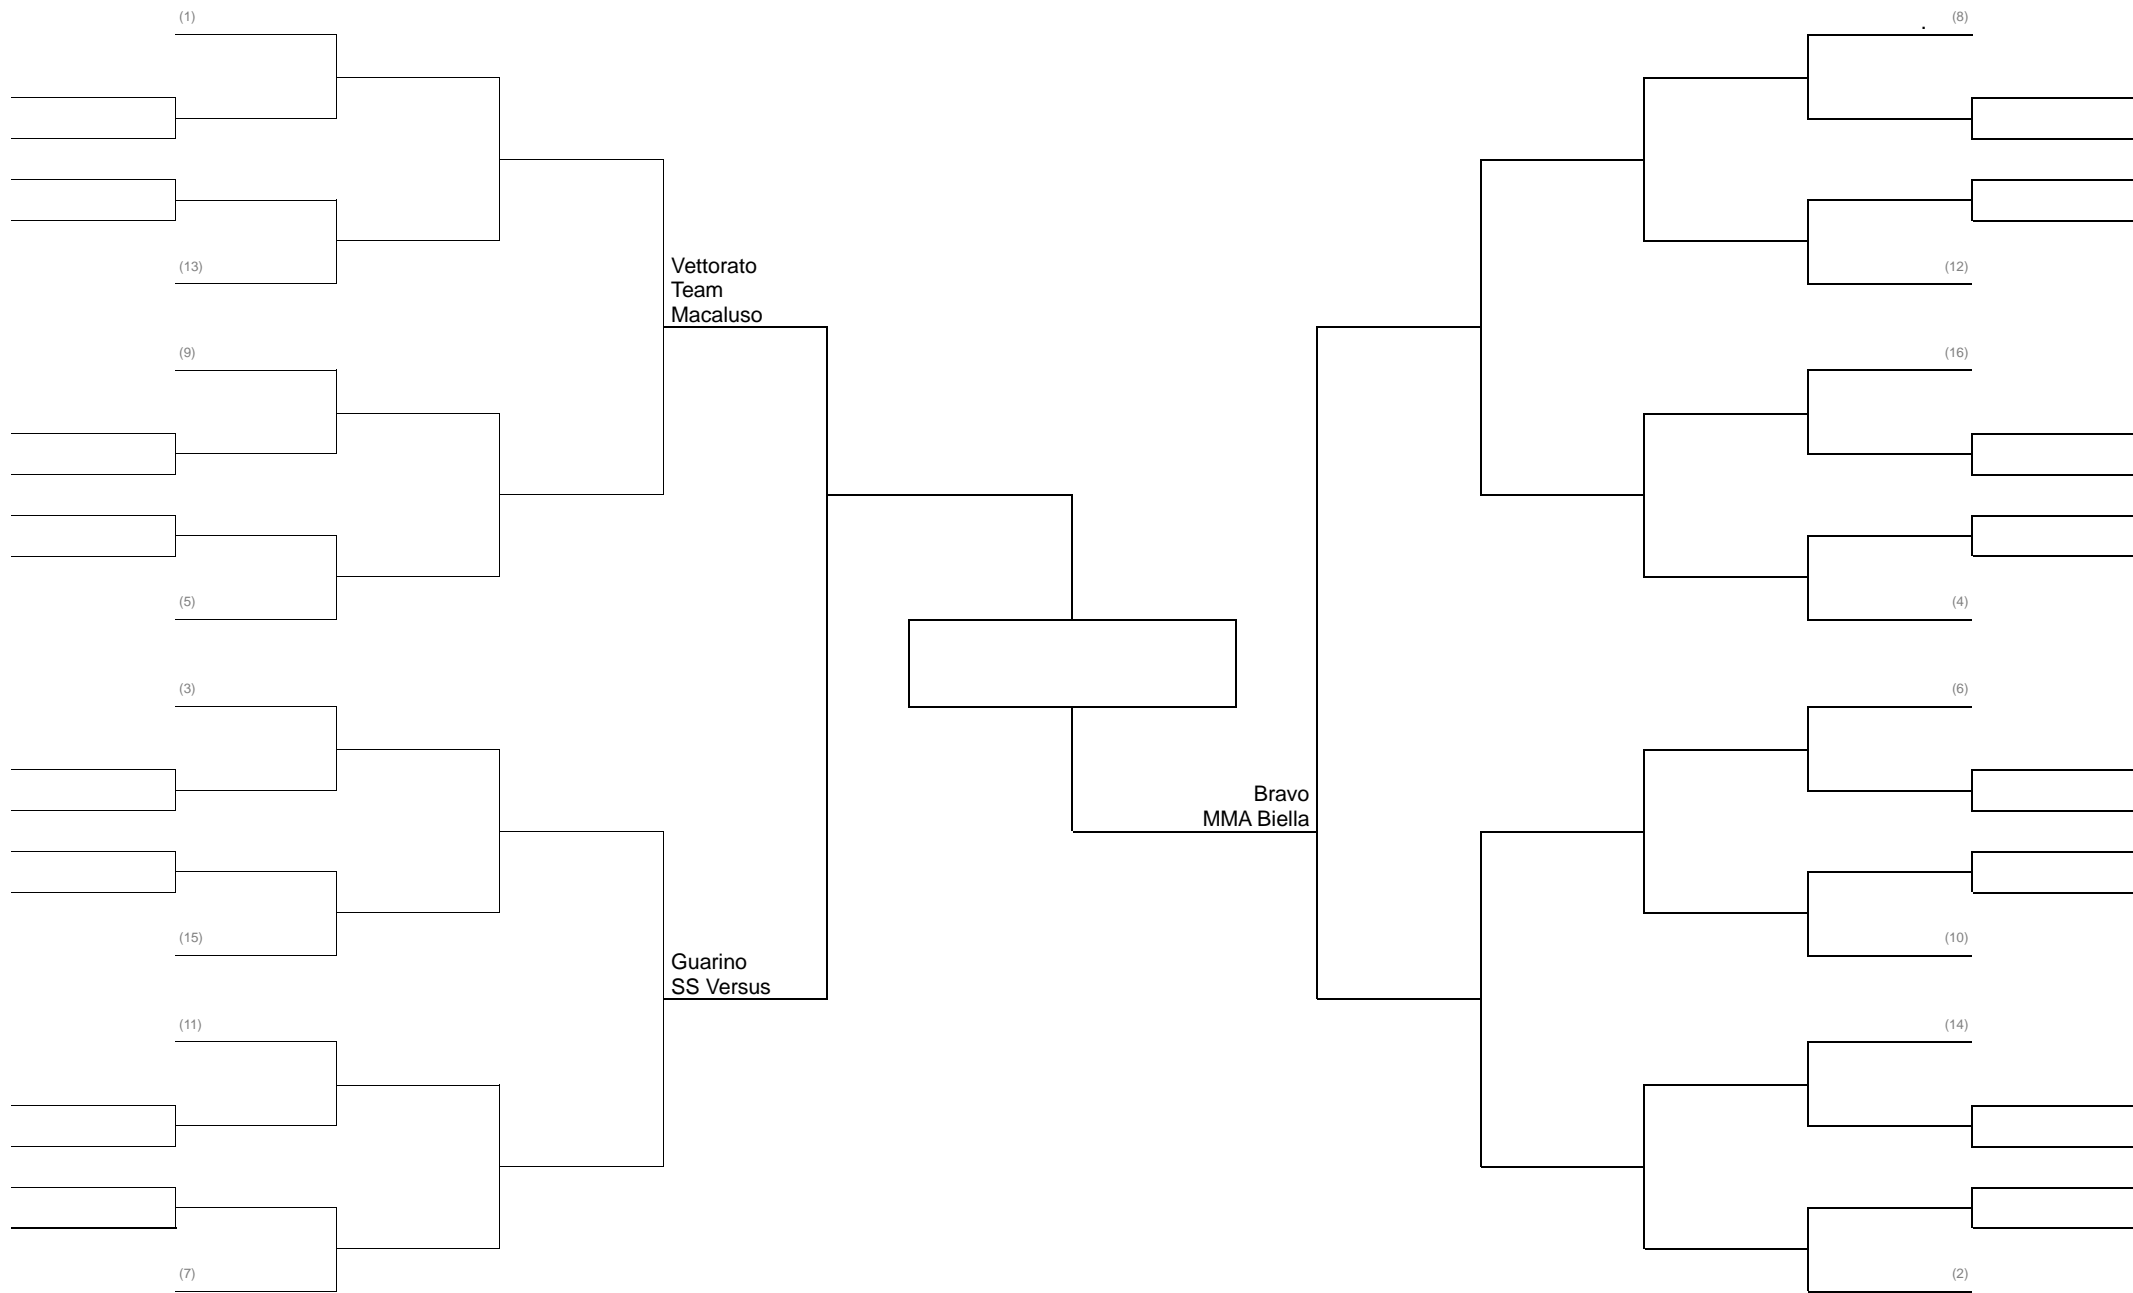 (1)
(13)
(9)
(5)
(3)
(15)
(11)
(7)
Vettorato
Team
Macaluso
Guarino
SS Versus
Bravo
MMA Biella
.
(8)
(12)
(16)
(4)
(6)
(10)
(14)
(2)